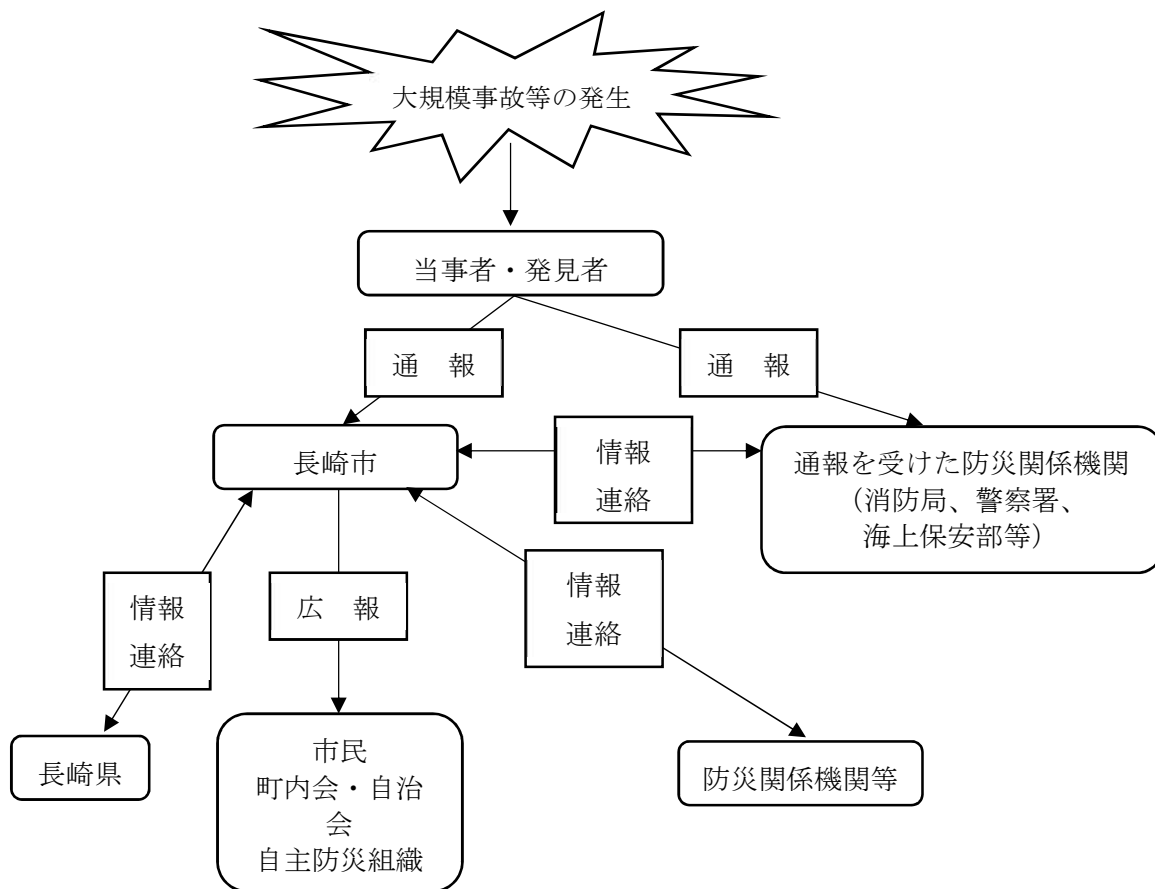 大規模事故等の発生
当事者・発見者
通　報
通　報
長崎市
情報
連絡
通報を受けた防災関係機関
（消防局、警察署、
海上保安部等）
情報
連絡
広　報
情報
連絡
長崎県
市民
町内会・自治
会
自主防災組織
防災関係機関等